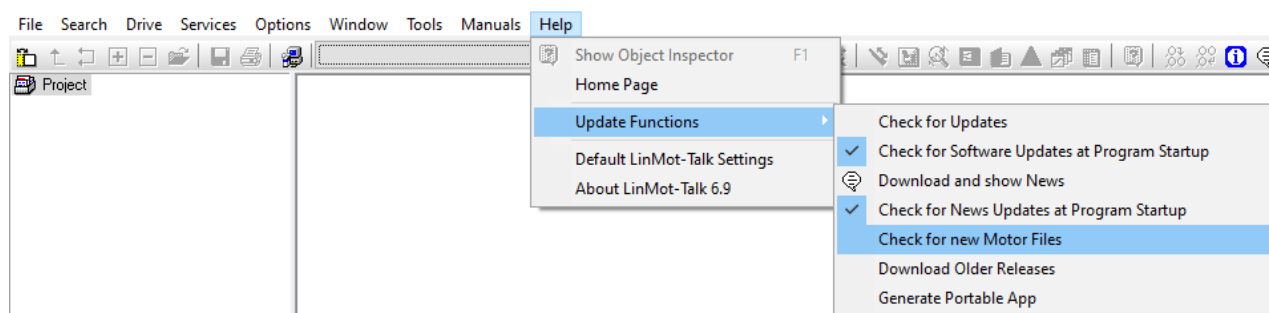 File Search Drive Services Options Window Tools Manuals Help
Show Object Inspector F1
Home Page
Project
Update Functions
Check for Updates
Check for Software Updates at Program Startup
Default LinMot-Talk Settings
Download and show News
About LinMot-Talk 6.9
Check for News Updates at Program Startup
Check for new Motor Files
Download Older Releases
Generate Portable App